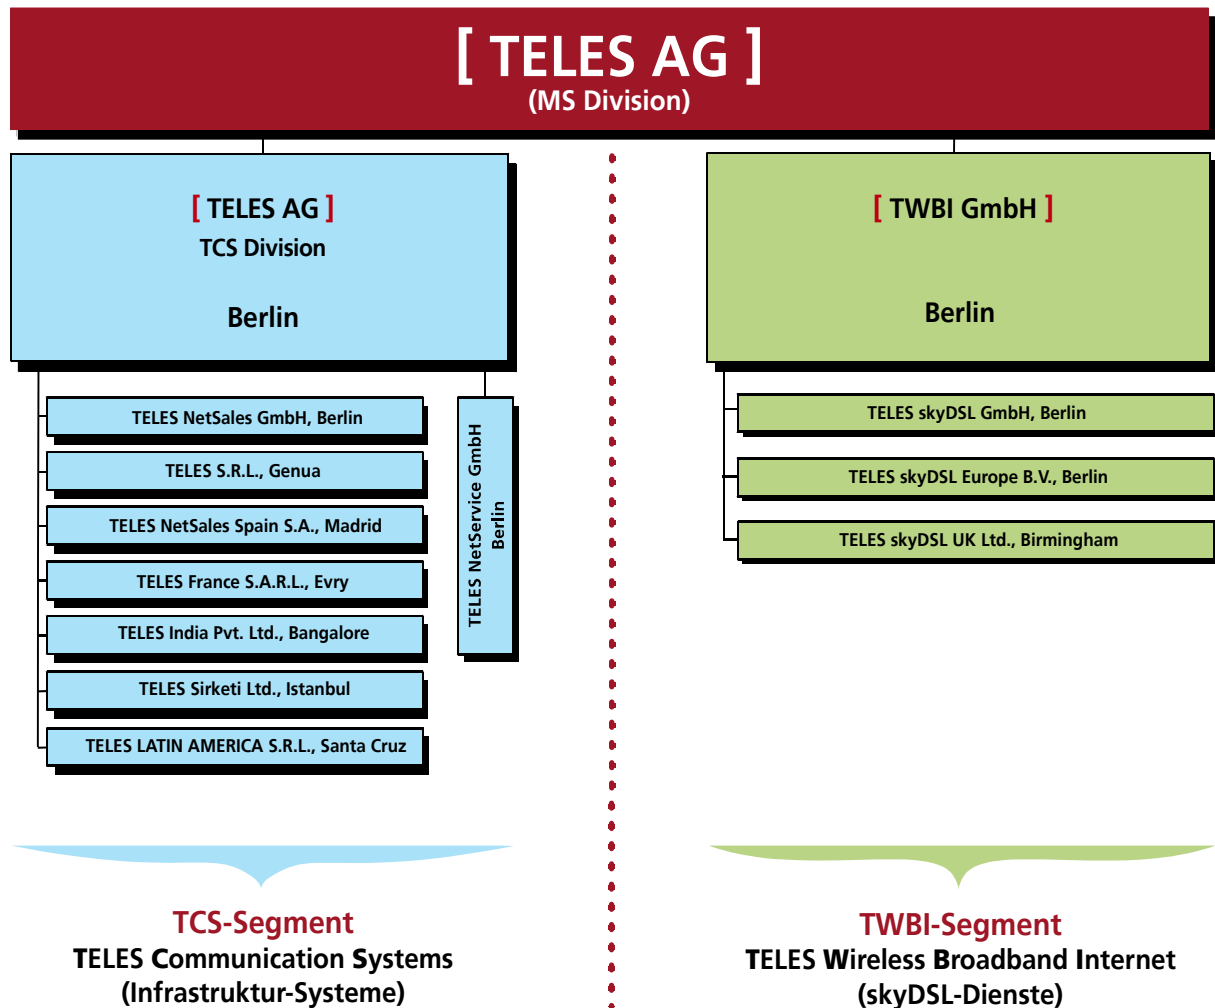 [ TELES AG ]
(MS Division)
[ TELES AG ]
TCS Division
Berlin
TELES NetSales GmbH, Berlin
TELES S.R.L., Genua
TELES NetSales Spain S.A., Madrid
TELES France S.A.R.L., Evry
TELES India Pvt. Ltd., Bangalore
TELES Sirketi Ltd., Istanbul
TELES LATIN AMERICA S.R.L., Santa Cruz
TELES NetService GmbH
Berlin
[ TWBI GmbH ]
Berlin
TELES skyDSL GmbH, Berlin
TELES skyDSL Europe B.V., Berlin
TELES skyDSL UK Ltd., Birmingham
TCS-Segment
TELES Communication Systems
(Infrastruktur-Systeme)
TWBI-Segment
TELES Wireless Broadband Internet
(skyDSL-Dienste)